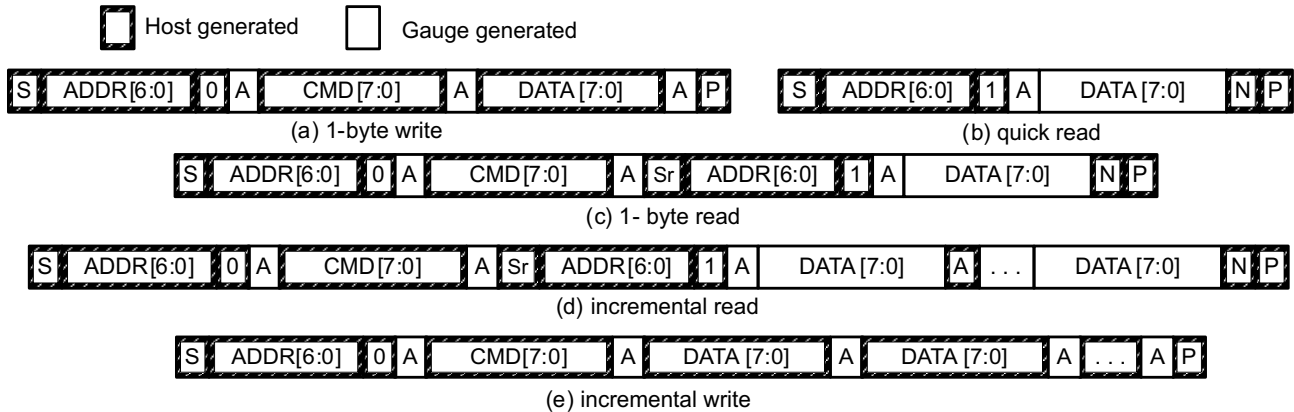 Host generated Gauge generated
S ADDR[6:0] 0 A CMD[7:0] A DATA [7:0] A P S ADDR[6:0] 1 A DATA [7:0] N P
(a) 1-byte write (b) quick read
S ADDR[6:0] 0 A CMD[7:0] A Sr ADDR[6:0] 1 A DATA [7:0] N P
(c) 1- byte read
S ADDR[6:0] 0 A CMD[7:0] A Sr ADDR[6:0] 1 A DATA [7:0] A . . . DATA [7:0] N P
(d) incremental read
S ADDR[6:0] 0 A CMD[7:0] A DATA [7:0] A DATA [7:0] A . . . A P
(e) incremental write